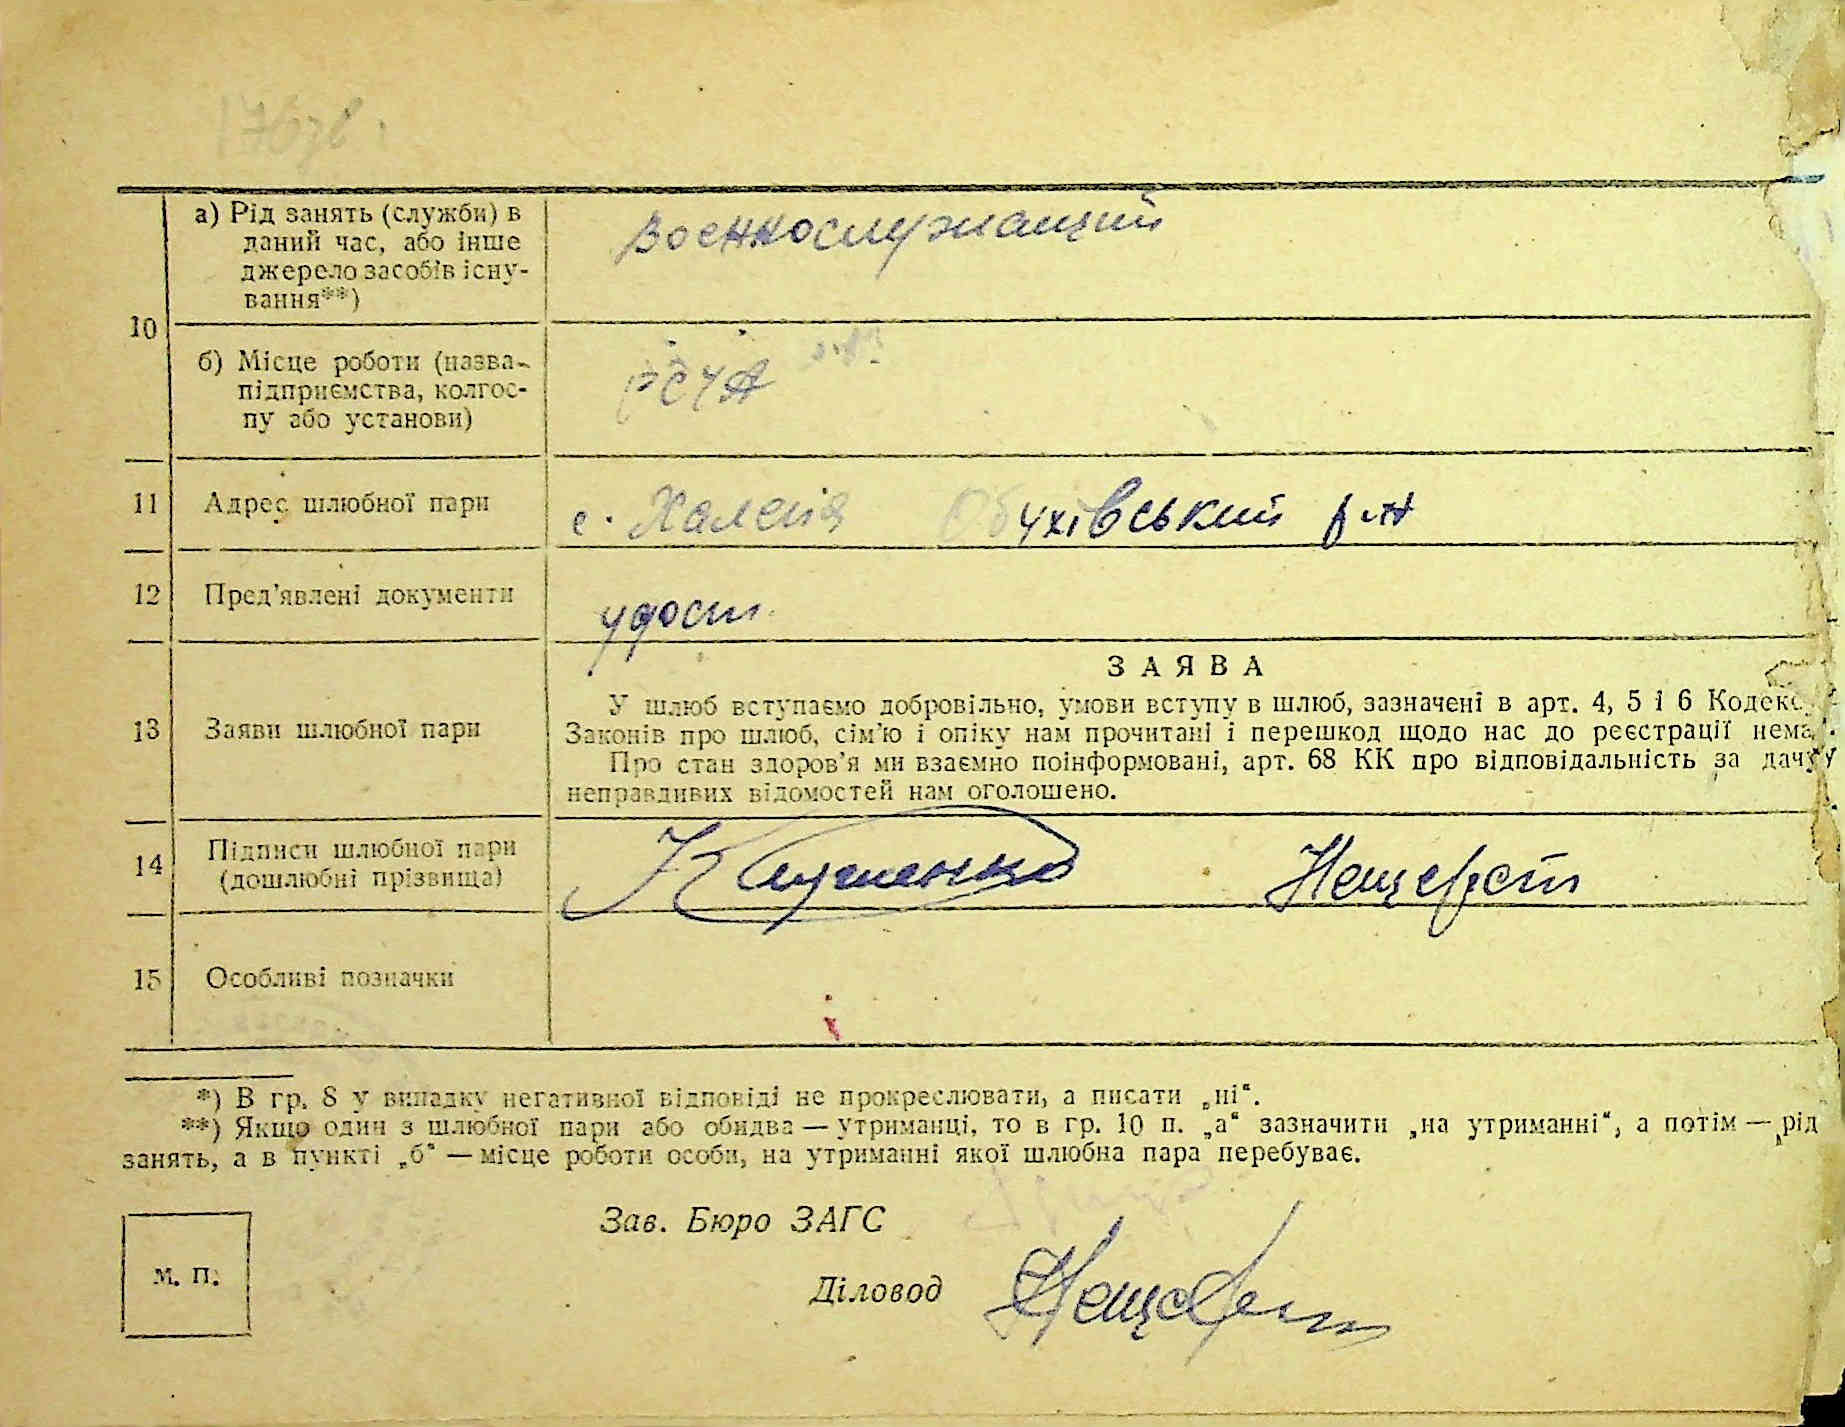 176 зв.
10
а) Рід занять (служби) в
даний час, або інше
джерело засобів існу-
вання**)
военнослужащий
б) Місце роботи (назва-
підприємства, колгос-
пу або установи)
РСЧА
11 Адрес шлюбної пари с. Халепія Обухівський р-н
12 Пред'явлені документи удост.
13 Заяви шлюбної пари
ЗАЯВА
У шлюб вступаємо добровільно, умови вступу в шлюб, зазначені в арт. 4, 5 і 6 Кодексу
Законів про шлюб, сім'ю і опіку нам прочитані і перешкод щодо нас до реєстрації нема.
Про стан здоров'я ми взаємно поінформовані, арт. 68 КК про відповідальність за дачу
неправдивих відомостей нам оголошено.
14 Підписи шлюбної пари
(дошлюбні прізвища)
Нещерет
15 Особливі позначки
*) В гр. 8 у випадку негативної відповіді не прокреслювати, а писати „ні“.
**) Якщо один з шлюбної пари або обидва — утриманці, то в гр. 10 п. „а“ зазначити „на утриманні“, а потім — рід
занять, а в пункті „б“ — місце роботи особи, на утриманні якої шлюбна пара перебуває.
Зав. Бюро ЗАГС
Діловод Нещерет
М. П.